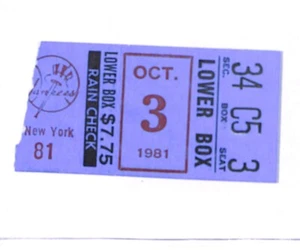 Yankees
New York
81
LOWER BOX $7.75
RAIN CHECK
OCT.
3
1981
LOWER BOX
SEC.
34
BOX
C5
SEAT
3